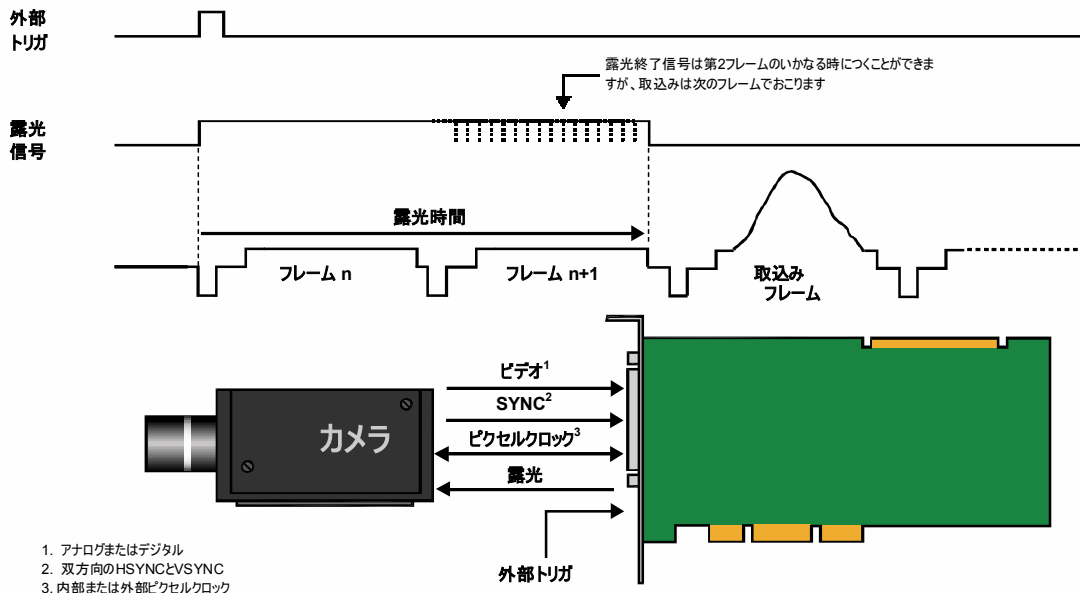 外部
トリガ
露光終了信号は第2フレームのいかなる時につくことができま
すが、取込みは次のフレームでおこります
露光
信号
露光時間
フレーム n
フレーム n+1
取込み
フレーム
ビデオ1
SYNC2
カメラ
ピクセルクロック3
露光
外部トリガ
1. アナログまたはデジタル
2. 双方向のHSYNCとVSYNC
3. 内部または外部ピクセルクロック